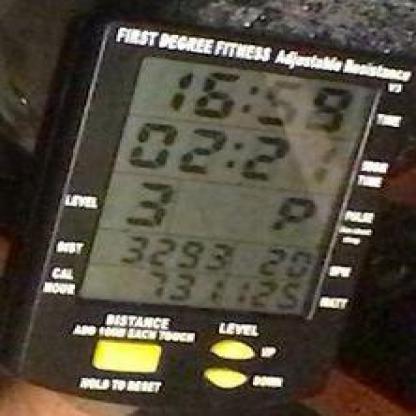 FIRST DEGREE FITNESS Adjustable Resistance
V3
16:59 TIME
02:21 500M TIME
LEVEL 3 P PULSE
DIST 3293 20 SPM
CAL HOUR 731 125 WATT
DISTANCE LEVEL
ADD 100M EACH TOUCH
UP
DOWN
HOLD TO RESET